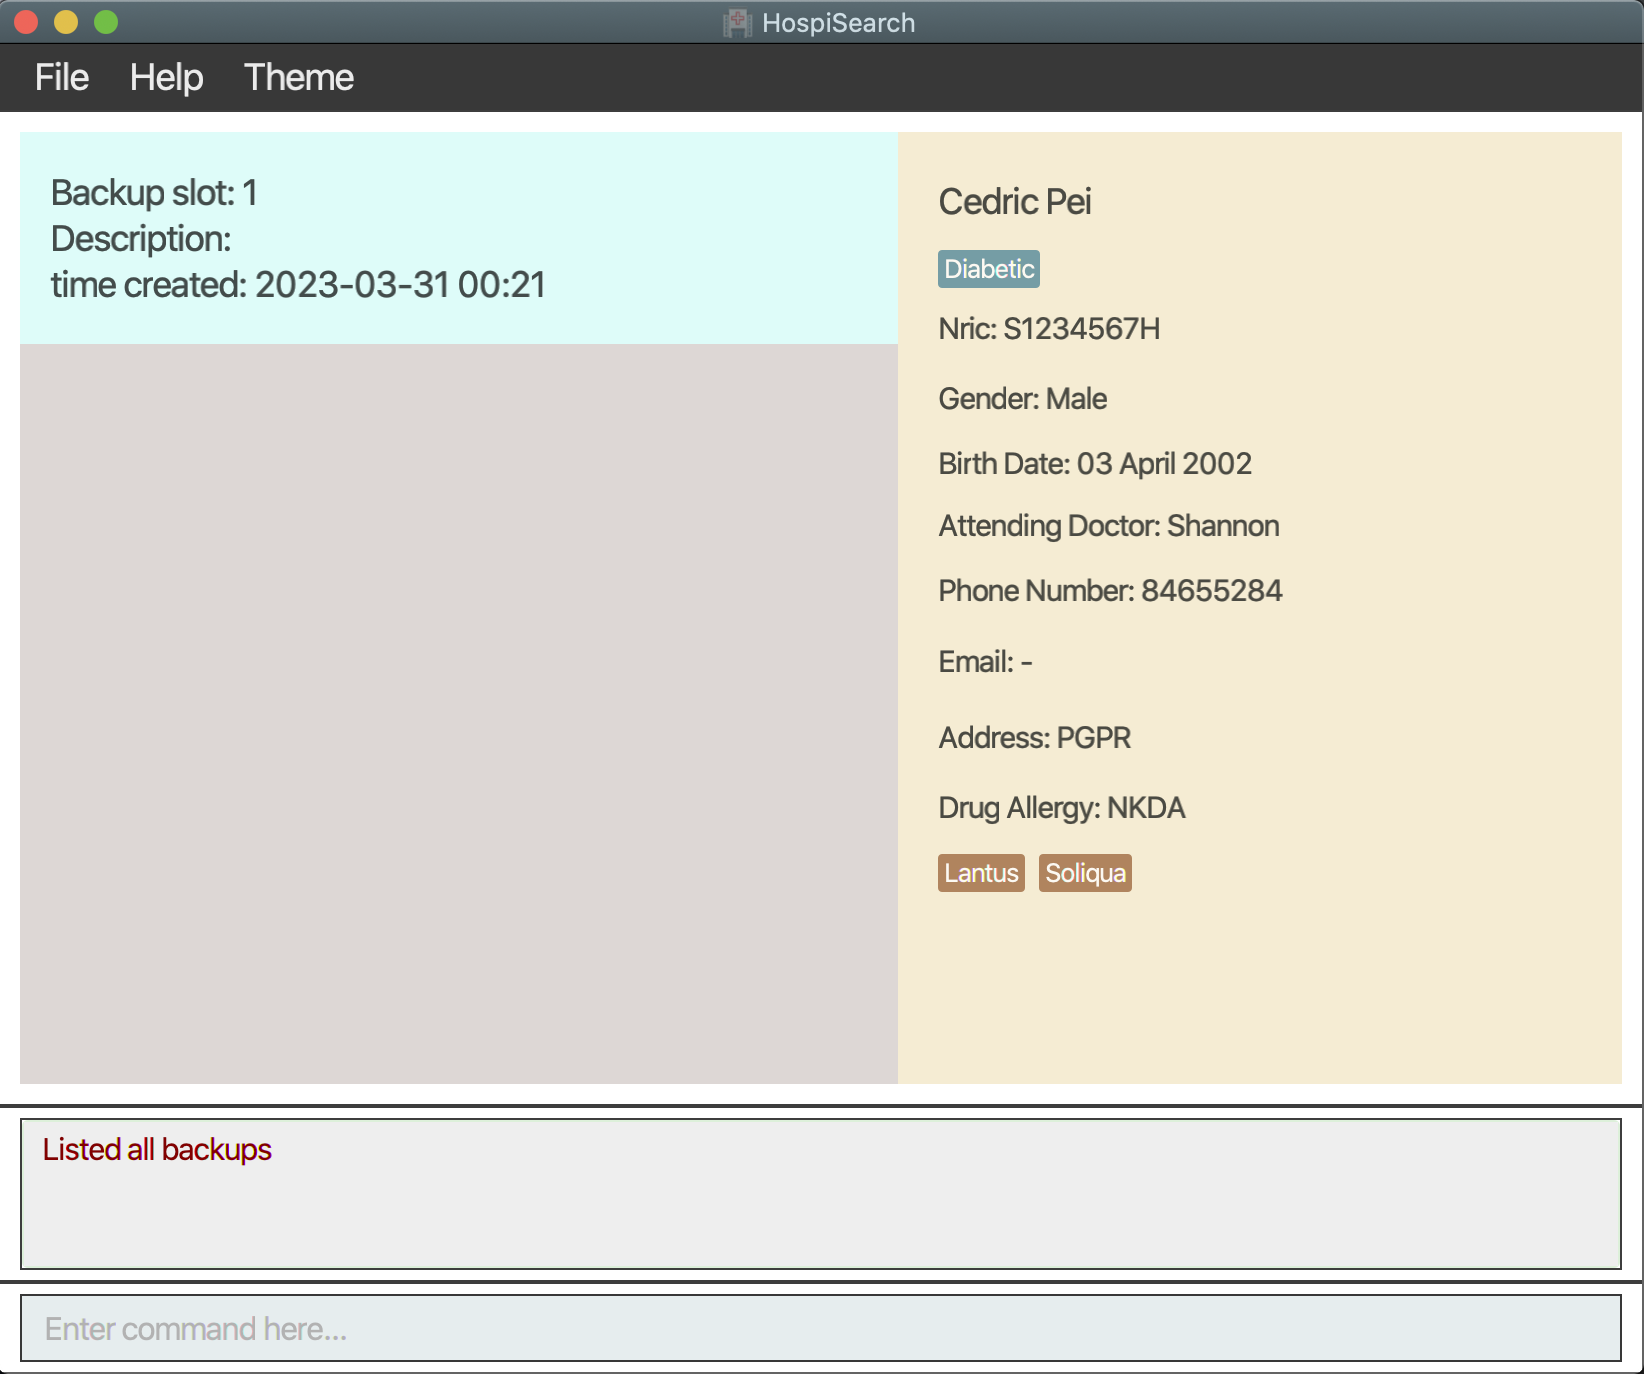 HospiSearch
File Help Theme
Backup slot: 1
Description:
time created: 2023-03-31 00:21
Cedric Pei
Diabetic
Nric: S1234567H
Gender: Male
Birth Date: 03 April 2002
Attending Doctor: Shannon
Phone Number: 84655284
Email: -
Address: PGPR
Drug Allergy: NKDA
Lantus Soliqua
Listed all backups
Enter command here...